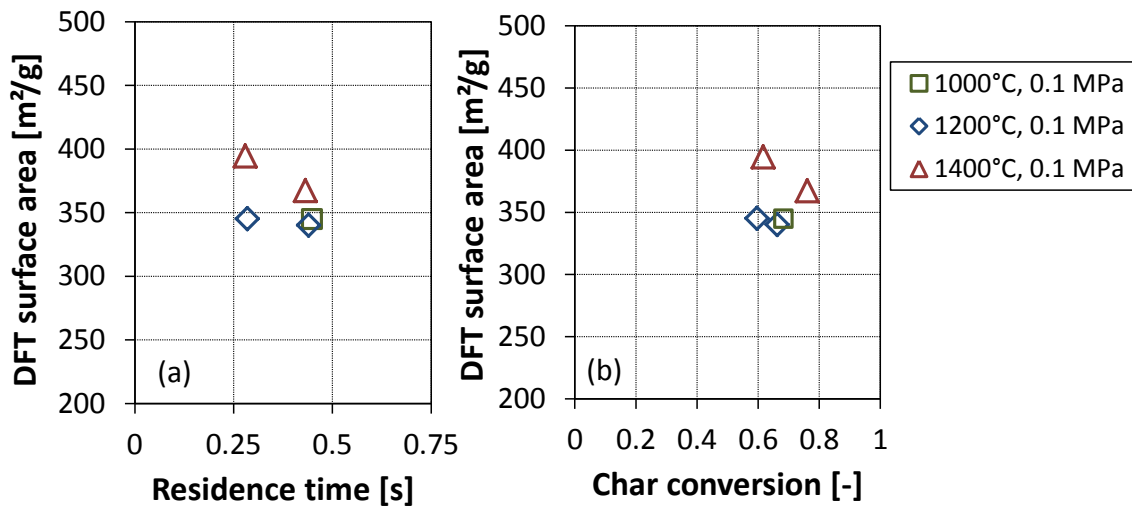 DFT surface area [m²/g]
500
450
400
350
300
250
200
(a)
0
0.25
0.5
0.75
Residence time [s]
DFT surface area [m²/g]
500
450
400
350
300
250
200
(b)
0
0.2
0.4
0.6
0.8
1
Char conversion [-]
1000°C, 0.1 MPa
1200°C, 0.1 MPa
1400°C, 0.1 MPa